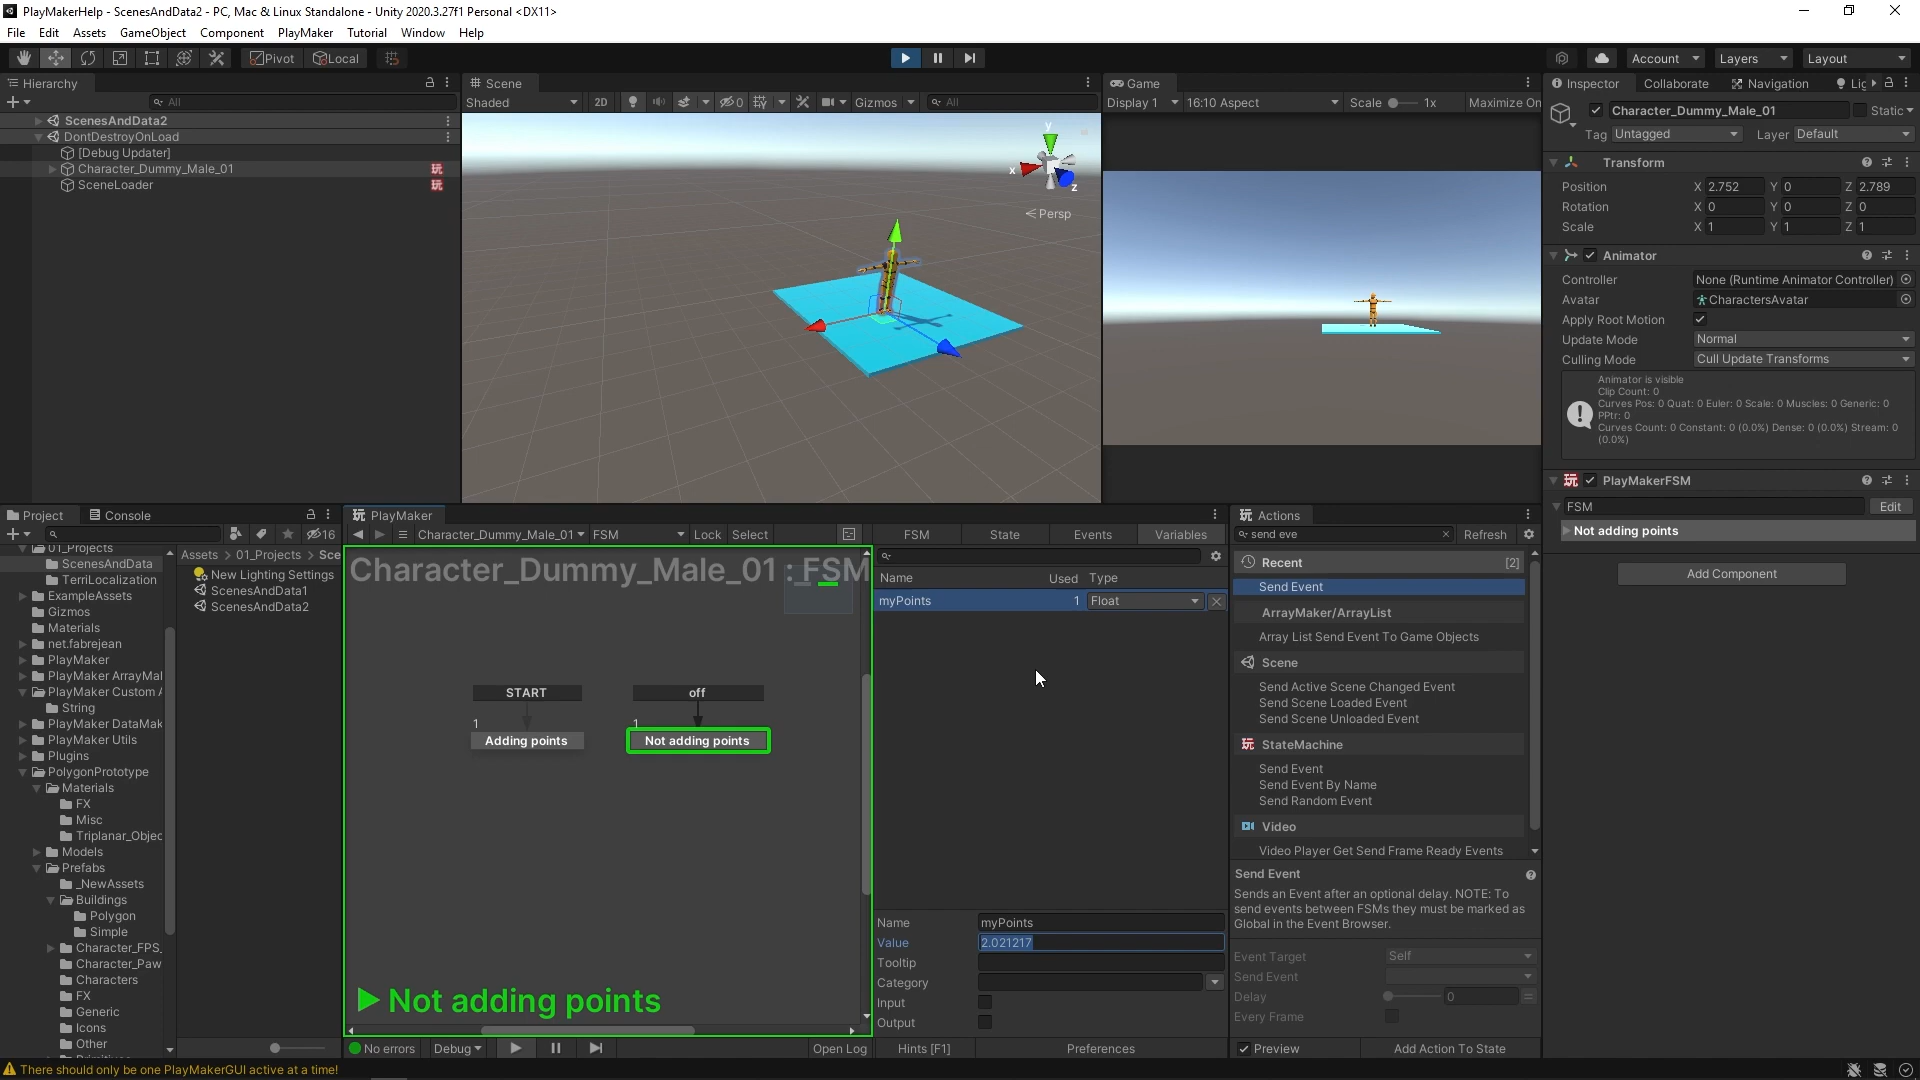 PlayMakerHelp - ScenesAndData2 - PC, Mac & Linux Standalone - Unity 2020.3.27f1 Personal <DX11>
File Edit Assets GameObject Component PlayMaker Tutorial Window Help
Pivot Local
Account Layers Layout
Hierarchy
All
ScenesAndData2
DontDestroyOnLoad
[Debug Updater]
Character_Dummy_Male_01
SceneLoader
Scene
Shaded 2D 0 Gizmos All
y
x
z
Persp
Game
Display 1 16:10 Aspect Scale 1x Maximize On
Inspector Collaborate Navigation Lig
Character_Dummy_Male_01 Static
Tag Untagged Layer Default
Transform
Position X 2.752 Y 0 Z 2.789
Rotation X 0 Y 0 Z 0
Scale X 1 Y 1 Z 1
Animator
Controller None (Runtime Animator Controller)
Avatar CharactersAvatar
Apply Root Motion
Update Mode Normal
Culling Mode Cull Update Transforms
Animator is visible
Clip Count: 0
Curves Pos: 0 Quat: 0 Euler: 0 Scale: 0 Muscles: 0 Generic: 0
PPtr: 0
Curves Count: 0 Constant: 0 (0.0%) Dense: 0 (0.0%) Stream: 0
(0.0%)
PlayMakerFSM
FSM Edit
Not adding points
Add Component
Project Console
16
01_Projects
ScenesAndData
TerriLocalization
ExampleAssets
Gizmos
Materials
net.fabrejean
PlayMaker
PlayMaker ArrayMal
PlayMaker Custom A
String
PlayMaker DataMak
PlayMaker Utils
Plugins
PolygonPrototype
Materials
FX
Misc
Triplanar_Objec
Models
Prefabs
_NewAssets
Buildings
Polygon
Simple
Character_FPS_
Character_Paw
Characters
FX
Generic
Icons
Other
Assets > 01_Projects > Sce
New Lighting Settings
ScenesAndData1
ScenesAndData2
PlayMaker
Character_Dummy_Male_01 FSM Lock Select
Character_Dummy_Male_01 : FSM
START
1
Adding points
off
1
Not adding points
Not adding points
No errors Debug Open Log
FSM State Events Variables
Name Used Type
myPoints 1 Float
Name myPoints
Value 2.021217
Tooltip
Category
Input
Output
Hints [F1] Preferences
Actions
send eve Refresh
Recent [2]
Send Event
ArrayMaker/ArrayList
Array List Send Event To Game Objects
Scene
Send Active Scene Changed Event
Send Scene Loaded Event
Send Scene Unloaded Event
StateMachine
Send Event
Send Event By Name
Send Random Event
Video
Video Player Get Send Frame Ready Events
Send Event
Sends an Event after an optional delay. NOTE: To
send events between FSMs they must be marked as
Global in the Event Browser.
Event Target Self
Send Event
Delay 0
Every Frame
Preview Add Action To State
There should only be one PlayMakerGUI active at a time!